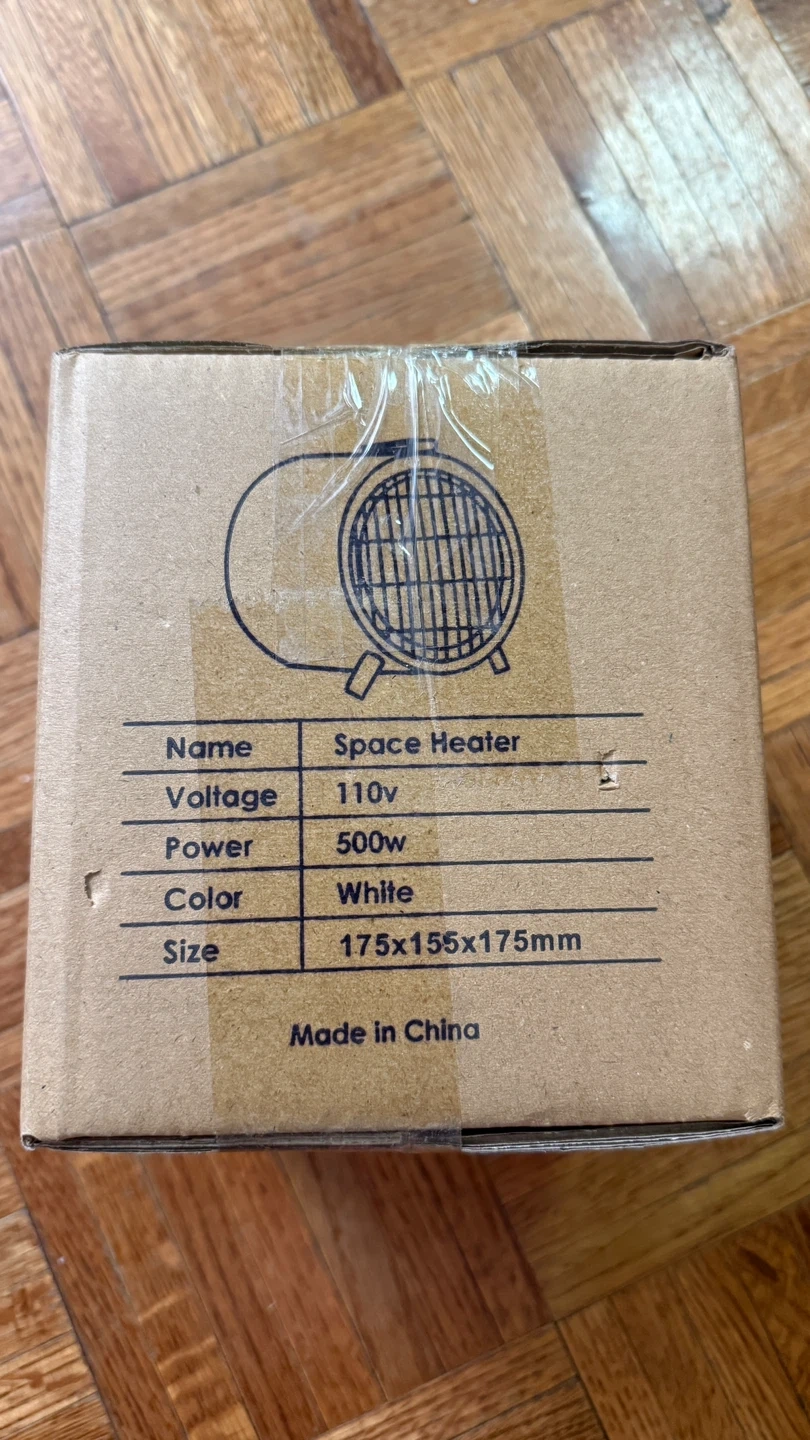 Name Space Heater
Voltage 110v
Power 500w
Color White
Size 175x155x175mm
Made in China